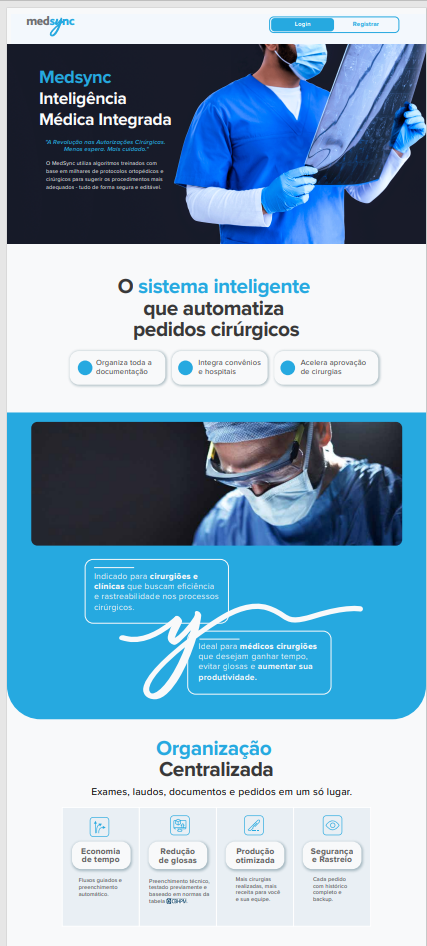 medsync
Login
Registrar
Medsync
Inteligência
Médica Integrada
"A Revolução nas Autorizações Cirúrgicas.
Menos espera. Mais cuidado."
O MedSync utiliza algoritmos treinados com
base em milhares de protocolos ortopédicos e
cirúrgicos para sugerir os procedimentos mais
adequados - tudo de forma segura e editável.
O sistema inteligente
que automatiza
pedidos cirúrgicos
Organiza toda a
documentação
Integra convênios
e hospitais
Acelera aprovação
de cirurgias
Indicado para cirurgiões e
clínicas que buscam eficiência
e rastreabilidade nos processos
cirúrgicos.
y
Ideal para médicos cirurgiões
que desejam ganhar tempo,
evitar glosas e aumentar sua
produtividade.
Organização
Centralizada
Exames, laudos, documentos e pedidos em um só lugar.
Economia
de tempo
Fluxos guiados e
preenchimento
automático.
Redução
de glosas
Preenchimento técnico,
testado previamente e
baseado em normas da
tabela CBHPM.
Produção
otimizada
Mais cirurgias
realizadas, mais
receita para você
e sua equipe.
Segurança
e Rastreio
Cada pedido
com histórico
completo e
backup.